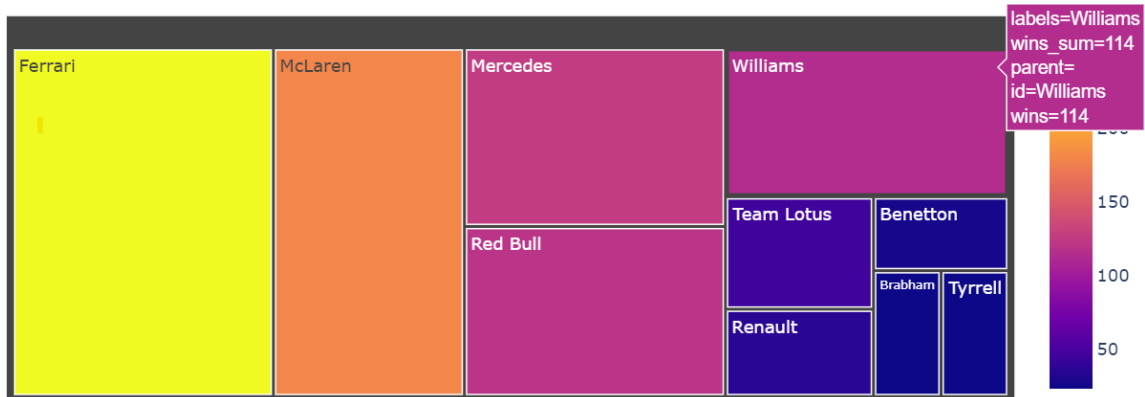 labels=Williams
wins_sum=114
parent=
id=Williams
wins=114
Ferrari
McLaren
Mercedes
Williams
Red Bull
Team Lotus
Benetton
Brabham
Tyrrell
Renault
150
100
50